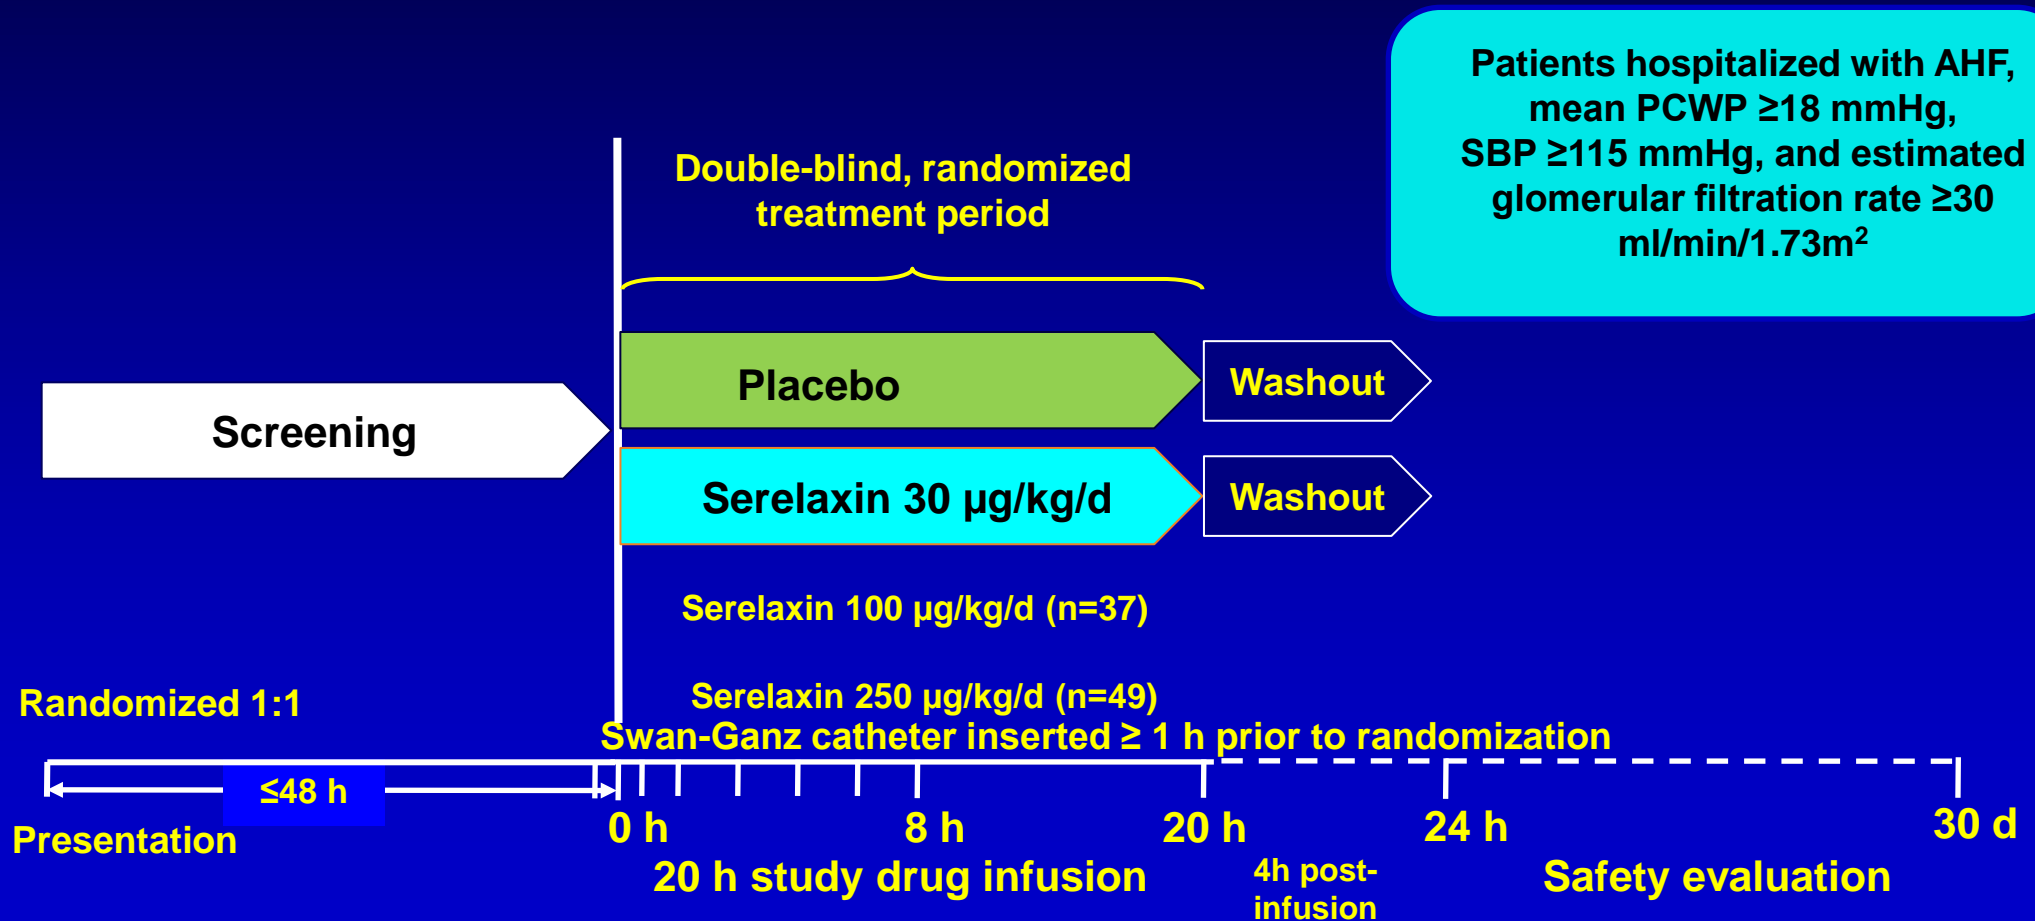 Patients hospitalized with AHF,
mean PCWP ≥18 mmHg,
SBP ≥115 mmHg, and estimated
glomerular filtration rate ≥30
ml/min/1.73m²
Double-blind, randomized
treatment period
Placebo
Washout
Screening
Serelaxin 30 µg/kg/d
Washout
Serelaxin 100 µg/kg/d (n=37)
Randomized 1:1
Serelaxin 250 µg/kg/d (n=49)
Swan-Ganz catheter inserted ≥ 1 h prior to randomization
≤48 h
Presentation
0 h
8 h
20 h
24 h
30 d
20 h study drug infusion
4h post-
infusion
Safety evaluation